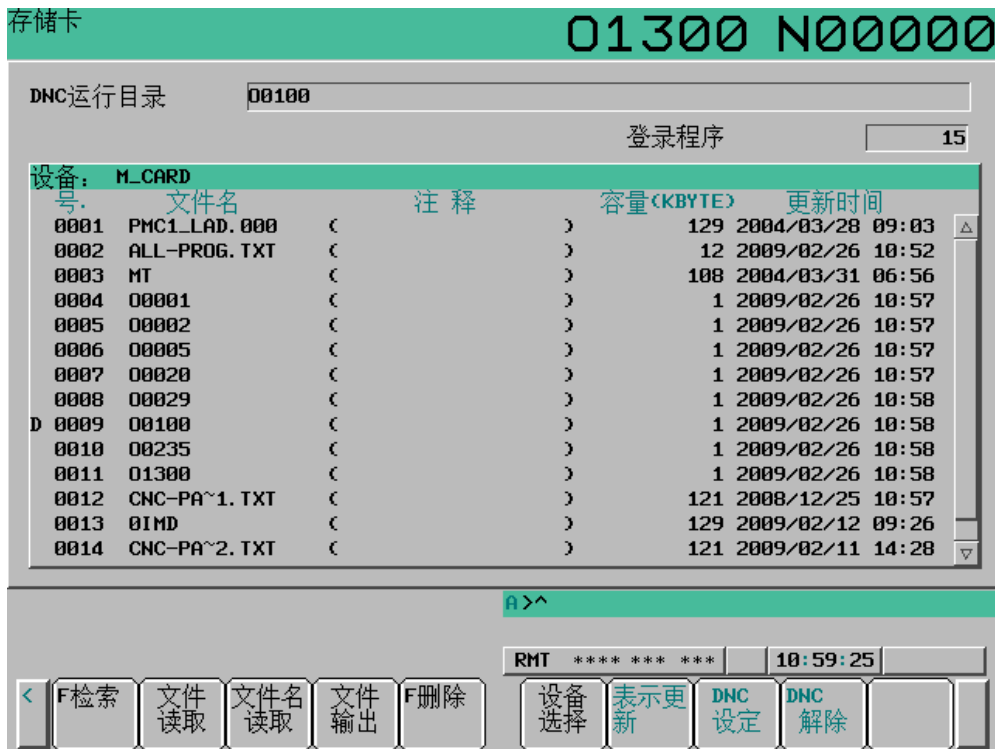 存储卡 O1300 N00000
DNC运行目录 O0100
登录程序 15
设备: M_CARD
号. 文件名 注 释 容量(KBYTE) 更新时间
0001 PMC1_LAD.000 ( ) 129 2004/03/28 09:03
0002 ALL-PROG.TXT ( ) 12 2009/02/26 10:52
0003 MT ( ) 108 2004/03/31 06:56
0004 O0001 ( ) 1 2009/02/26 10:57
0005 O0002 ( ) 1 2009/02/26 10:57
0006 O0005 ( ) 1 2009/02/26 10:57
0007 O0020 ( ) 1 2009/02/26 10:57
0008 O0029 ( ) 1 2009/02/26 10:58
D 0009 O0100 ( ) 1 2009/02/26 10:58
0010 O0235 ( ) 1 2009/02/26 10:58
0011 O1300 ( ) 1 2009/02/26 10:58
0012 CNC-PA~1.TXT ( ) 121 2008/12/25 10:57
0013 0IMD ( ) 129 2009/02/12 09:26
0014 CNC-PA~2.TXT ( ) 121 2009/02/11 14:28
A>^
RMT **** *** *** 10:59:25
< F检索 文件读取 文件名读取 文件输出 F删除 设备选择 表示更新 DNC设定 DNC解除